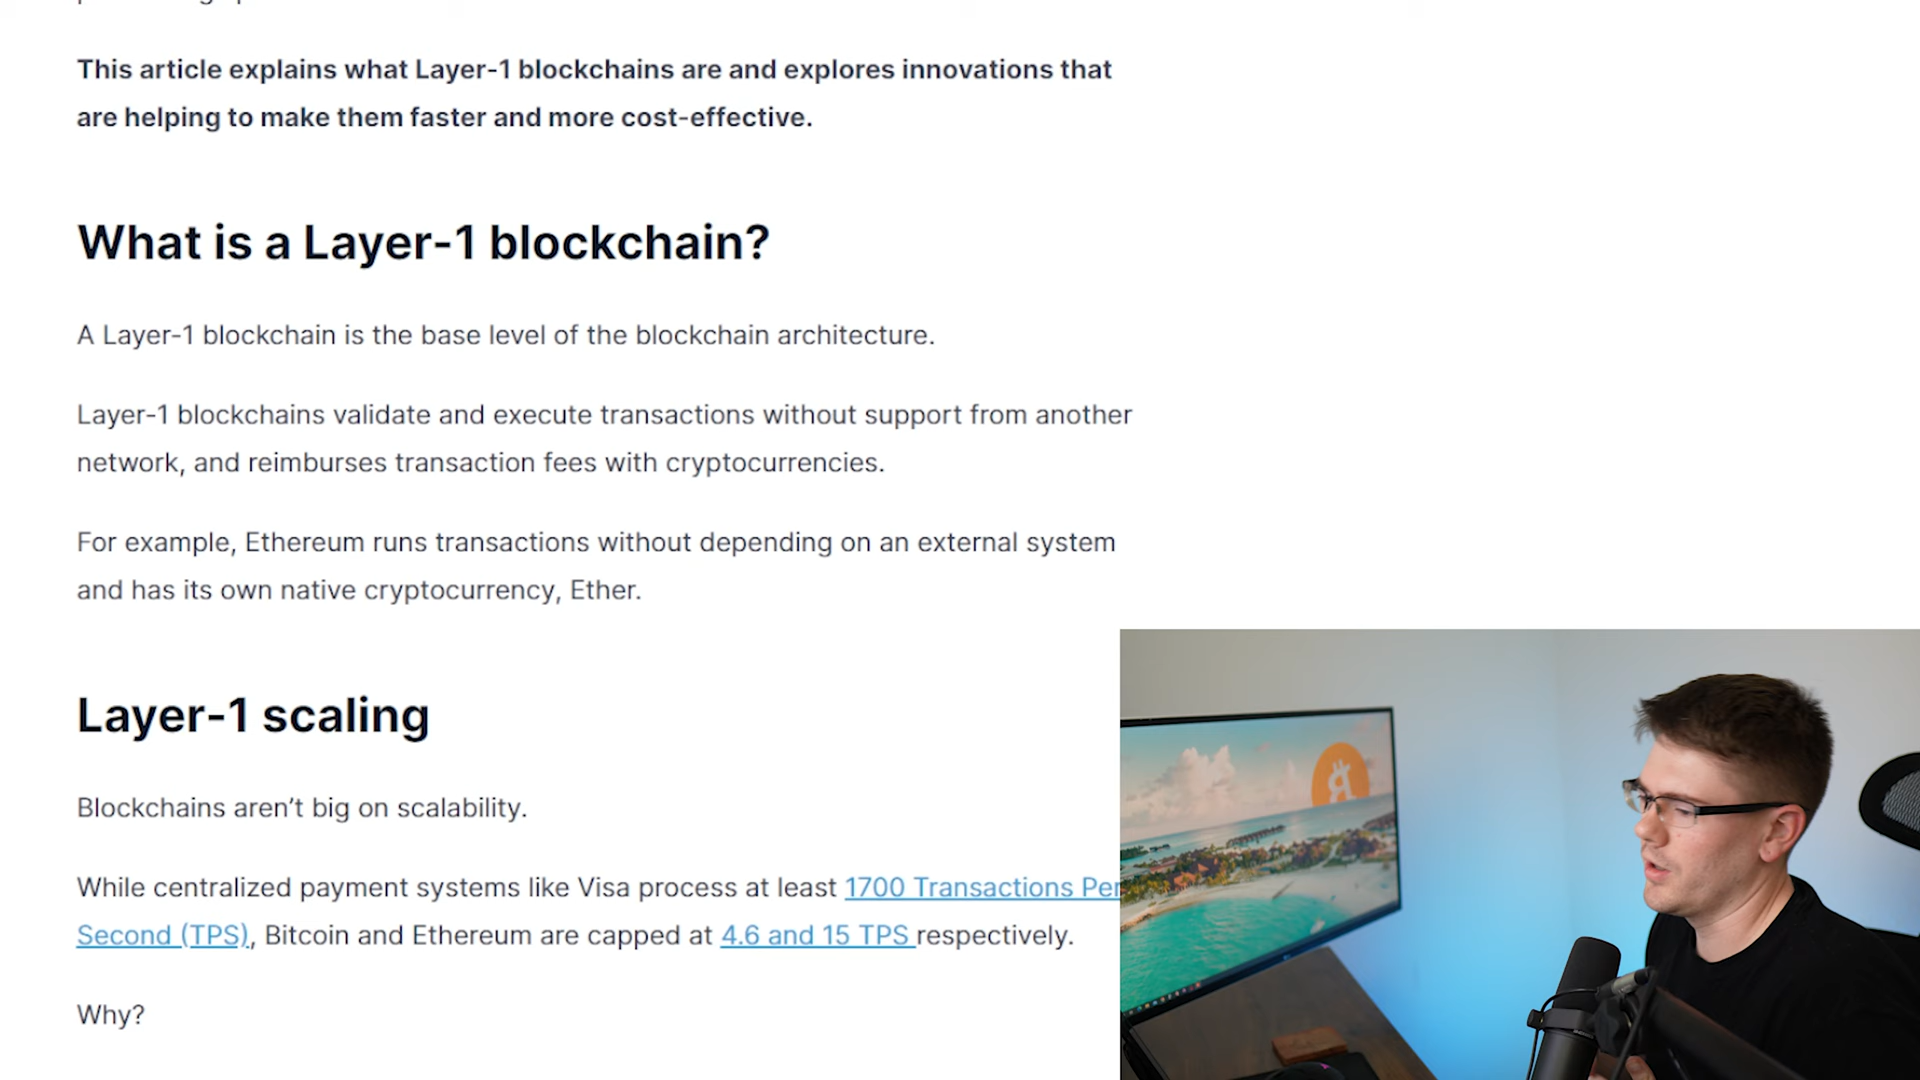 This article explains what Layer-1 blockchains are and explores innovations that
are helping to make them faster and more cost-effective.
What is a Layer-1 blockchain?
A Layer-1 blockchain is the base level of the blockchain architecture.
Layer-1 blockchains validate and execute transactions without support from another
network, and reimburses transaction fees with cryptocurrencies.
For example, Ethereum runs transactions without depending on an external system
and has its own native cryptocurrency, Ether.
Layer-1 scaling
Blockchains aren’t big on scalability.
While centralized payment systems like Visa process at least 1700 Transactions Per
Second (TPS), Bitcoin and Ethereum are capped at 4.6 and 15 TPS respectively.
Why?